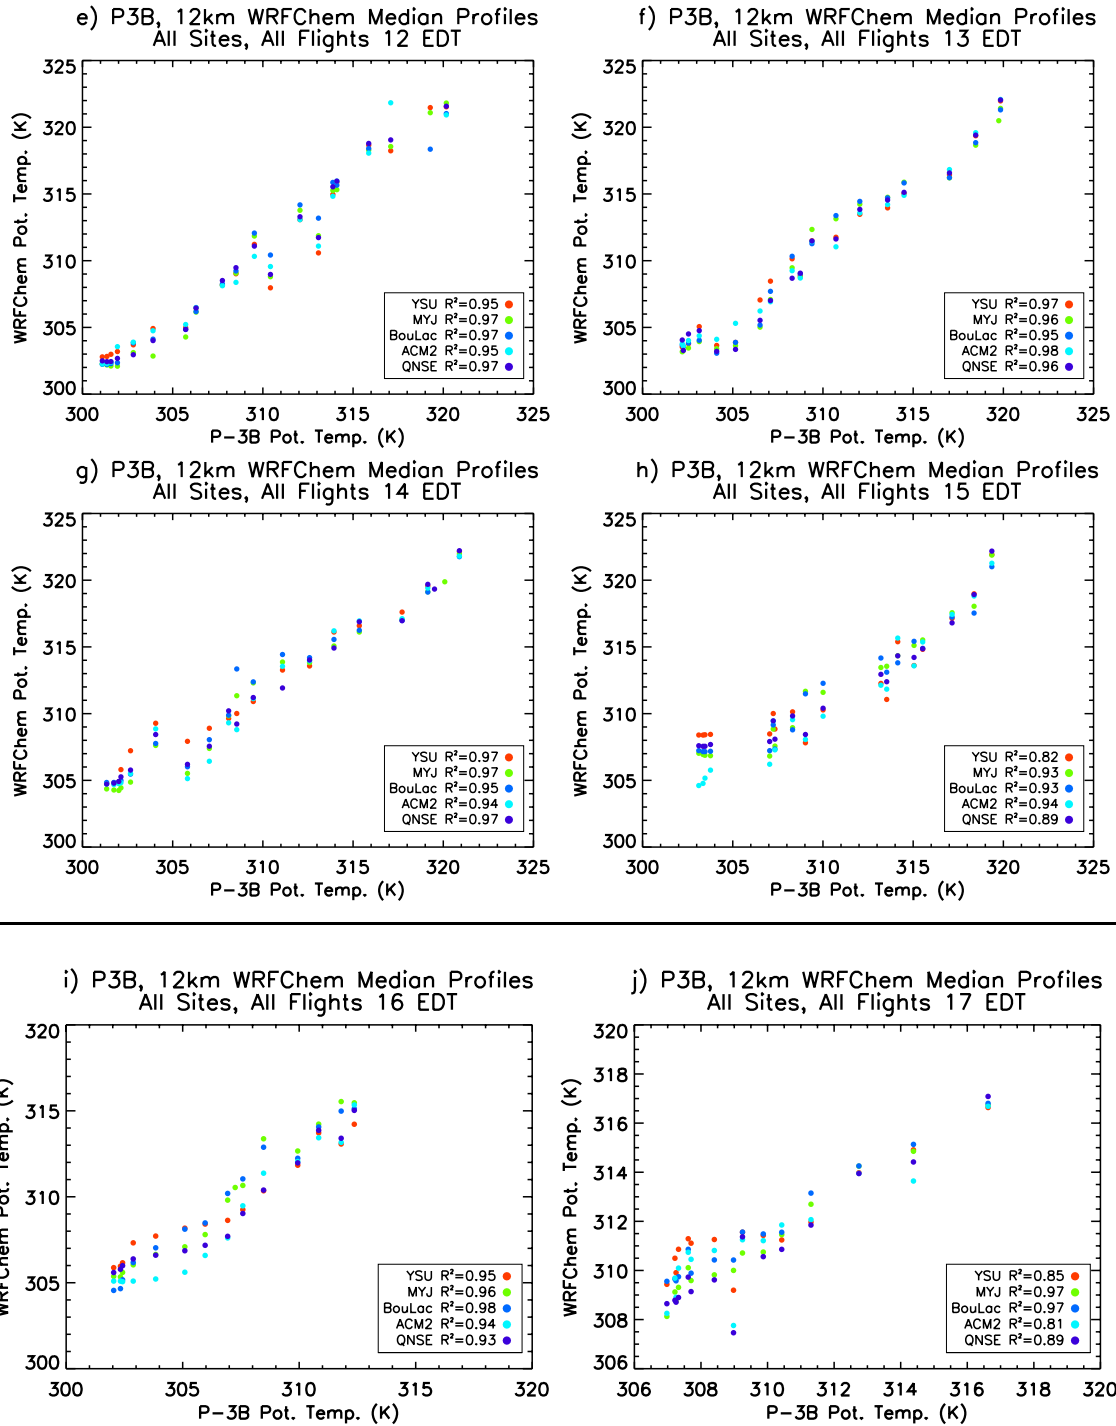 e) P3B, 12km WRFChem Median Profiles
All Sites, All Flights 12 EDT
325
320
315
310
305
300
WRFChem Pot. Temp. (K)
YSU R²=0.95
MYJ R²=0.97
BouLac R²=0.97
ACM2 R²=0.95
QNSE R²=0.97
300 305 310 315 320 325
P-3B Pot. Temp. (K)
f) P3B, 12km WRFChem Median Profiles
All Sites, All Flights 13 EDT
325
320
315
310
305
300
WRFChem Pot. Temp. (K)
YSU R²=0.97
MYJ R²=0.96
BouLac R²=0.95
ACM2 R²=0.98
QNSE R²=0.96
300 305 310 315 320 325
P-3B Pot. Temp. (K)
g) P3B, 12km WRFChem Median Profiles
All Sites, All Flights 14 EDT
325
320
315
310
305
300
WRFChem Pot. Temp. (K)
YSU R²=0.97
MYJ R²=0.97
BouLac R²=0.95
ACM2 R²=0.94
QNSE R²=0.97
300 305 310 315 320 325
P-3B Pot. Temp. (K)
h) P3B, 12km WRFChem Median Profiles
All Sites, All Flights 15 EDT
325
320
315
310
305
300
WRFChem Pot. Temp. (K)
YSU R²=0.82
MYJ R²=0.93
BouLac R²=0.93
ACM2 R²=0.94
QNSE R²=0.89
300 305 310 315 320 325
P-3B Pot. Temp. (K)
i) P3B, 12km WRFChem Median Profiles
All Sites, All Flights 16 EDT
320
315
310
305
300
WRFChem Pot. Temp. (K)
YSU R²=0.95
MYJ R²=0.96
BouLac R²=0.98
ACM2 R²=0.94
QNSE R²=0.93
300 305 310 315 320
P-3B Pot. Temp. (K)
j) P3B, 12km WRFChem Median Profiles
All Sites, All Flights 17 EDT
320
318
316
314
312
310
308
306
WRFChem Pot. Temp. (K)
YSU R²=0.85
MYJ R²=0.97
BouLac R²=0.97
ACM2 R²=0.81
QNSE R²=0.89
306 308 310 312 314 316 318 320
P-3B Pot. Temp. (K)